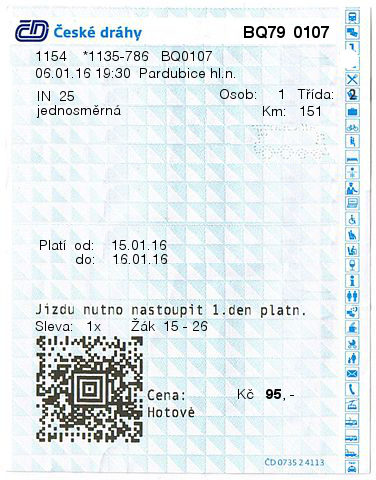 ČD České dráhy BQ79 0107
1154 *1135-786 BQ0107
06.01.16 19:30 Pardubice hl.n.
IN 25 Osob: 1 Třída: 2
jednosměrná Km: 151
Platí od: 15.01.16
do: 16.01.16
Jízdu nutno nastoupit 1.den platn.
Sleva: 1x Žák 15 - 26
Cena: Kč 95,-
Hotově
ČD 0735 2 4113